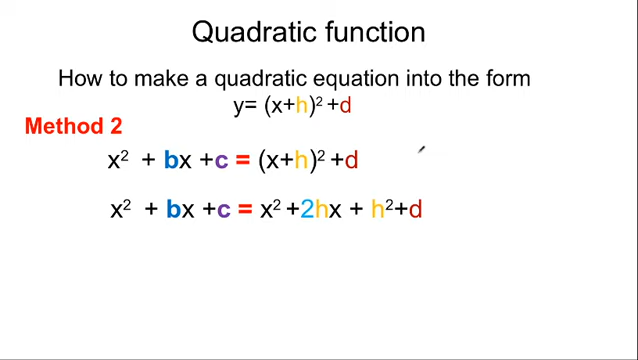 Quadratic function
How to make a quadratic equation into the form
y= (x+h)² +d
Method 2
x² + bx +c = (x+h)² +d
x² + bx +c = x² +2hx + h²+d